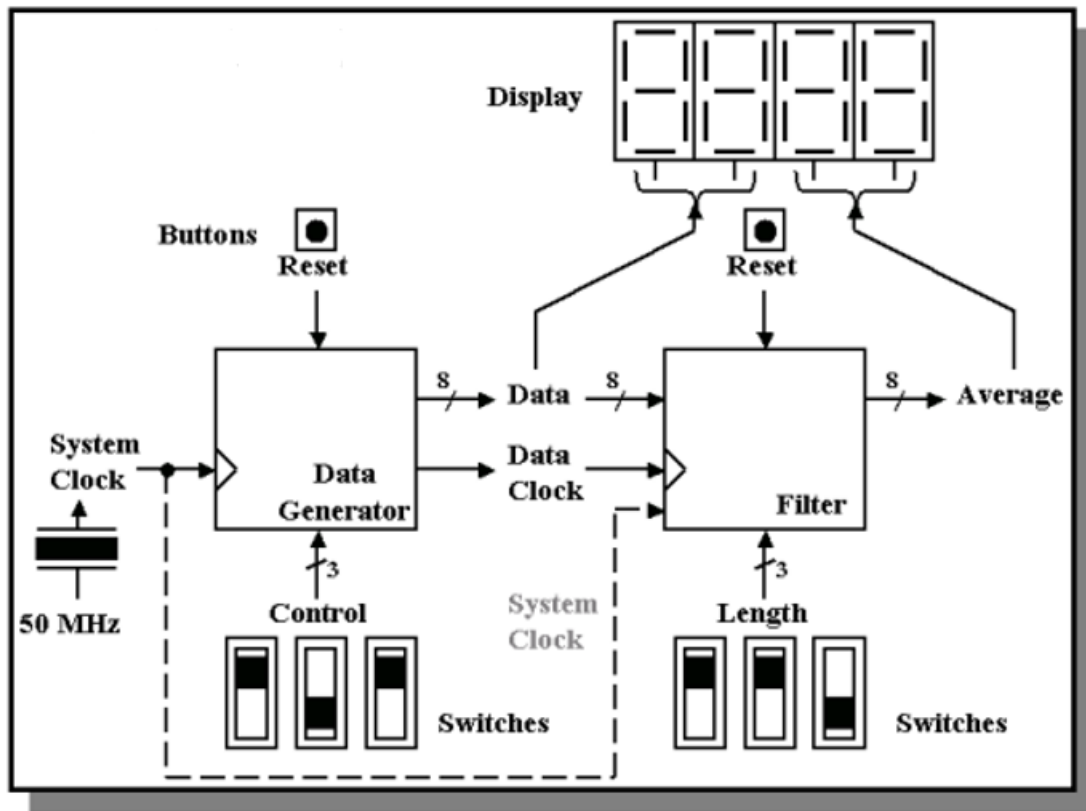 Display
Buttons
Reset
Reset
8
Data
8
8
Average
System
Clock
Data
Clock
Data
Generator
Filter
3
3
50 MHz
Control
System
Clock
Length
Switches
Switches